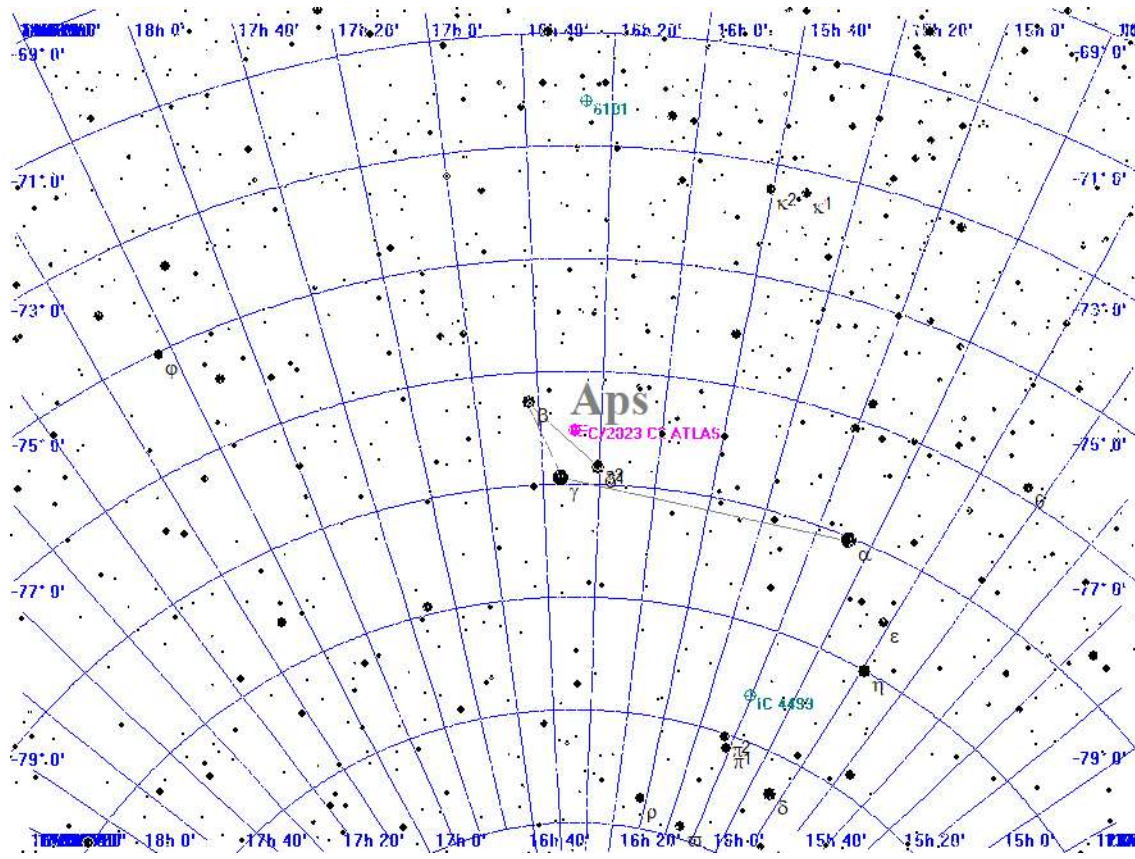 18h 0' 17h 40' 17h 20' 17h 0' 16h 40' 16h 20' 16h 0' 15h 40' 15h 20' 15h 0'
-69° 0' -69° 0'
6101
-71° 0' -71° 0'
κ2 κ1
-73° 0' -73° 0'
φ
Aps
β
C/2023 ATLAS
-75° 0' -75° 0'
γ
θ
α
-77° 0' -77° 0'
ε
η
IC 4499
π2
π1
-79° 0' -79° 0'
ρ
δ
18h 0' 17h 40' 17h 20' 17h 0' 16h 40' 16h 20' 16h 0' 15h 40' 15h 20' 15h 0'